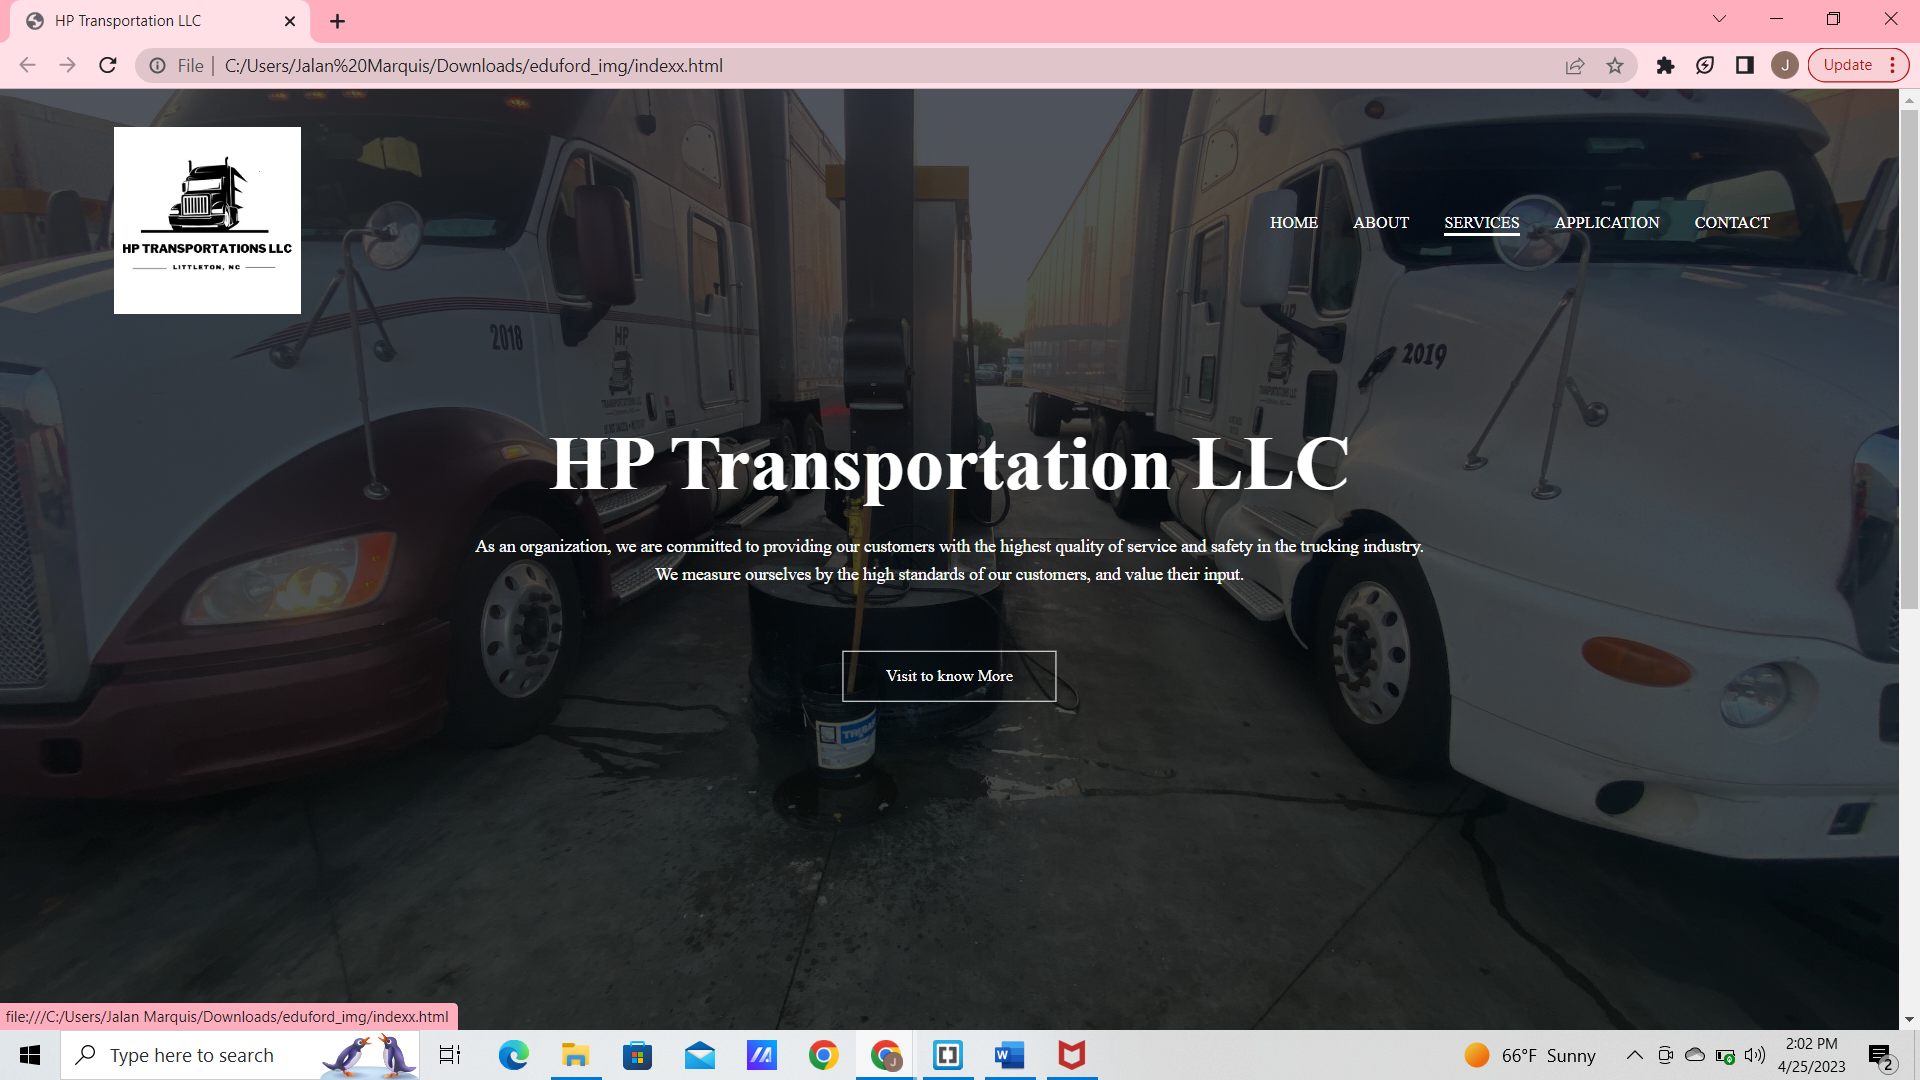 HP Transportation LLC
File
C:/Users/Jalan%20Marquis/Downloads/eduford_img/indexx.html
J
Update
HP TRANSPORTATIONS LLC
LITTLETON, NC
HOME
ABOUT
SERVICES
APPLICATION
CONTACT
2018
HP
2019
HP Transportation LLC
As an organization, we are committed to providing our customers with the highest quality of service and safety in the trucking industry.
We measure ourselves by the high standards of our customers, and value their input.
Visit to know More
file:///C:/Users/Jalan Marquis/Downloads/eduford_img/indexx.html
Type here to search
J
W
66°F Sunny
2:02 PM
4/25/2023
2